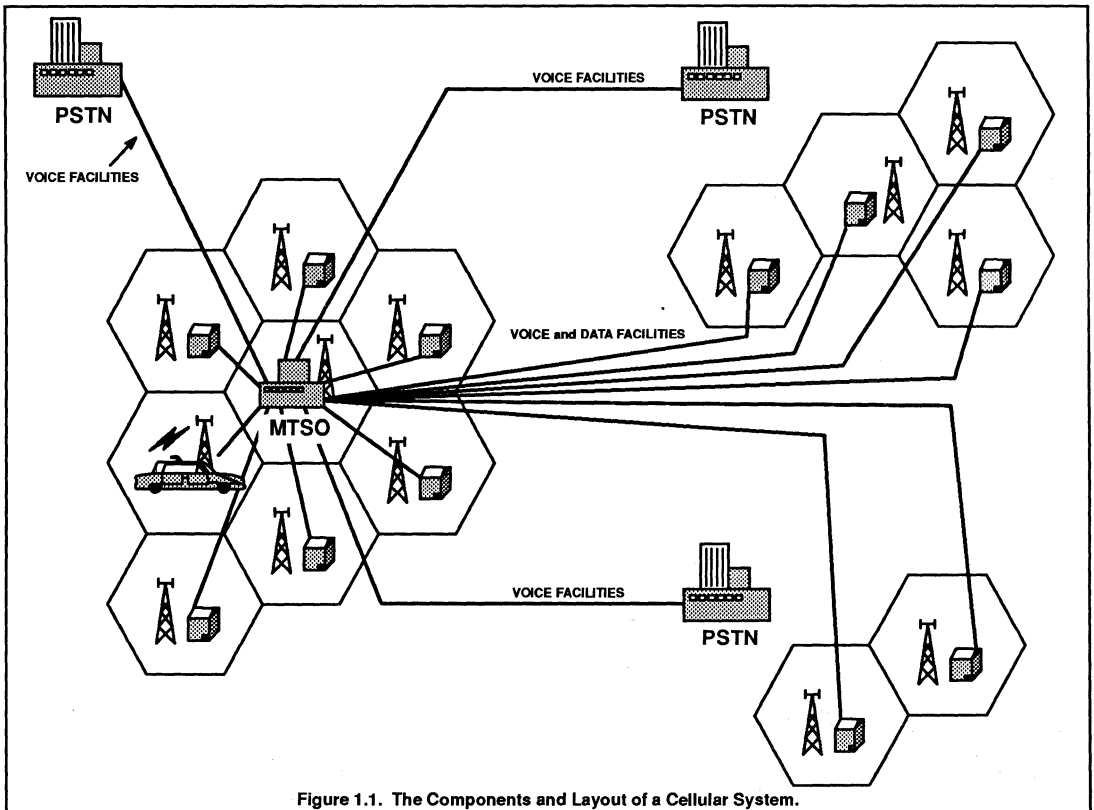 PSTN
VOICE FACILITIES
VOICE FACILITIES
PSTN
VOICE and DATA FACILITIES
MTSO
VOICE FACILITIES
PSTN
Figure 1.1. The Components and Layout of a Cellular System.